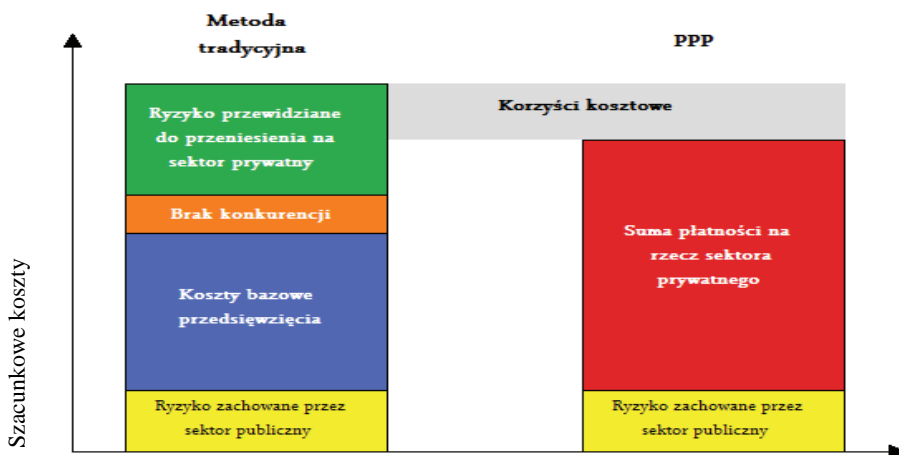 Metoda
tradycyjna
PPP
Ryzyko przewidziane
do przeniesienia na
sektor prywatny
Korzyści kosztowe
Brak konkurencji
Suma płatności na
rzecz sektora
prywatnego
Koszty bazowe
przedsięwzięcia
Ryzyko zachowane przez
sektor publiczny
Ryzyko zachowane przez
sektor publiczny
Szacunkowe koszty